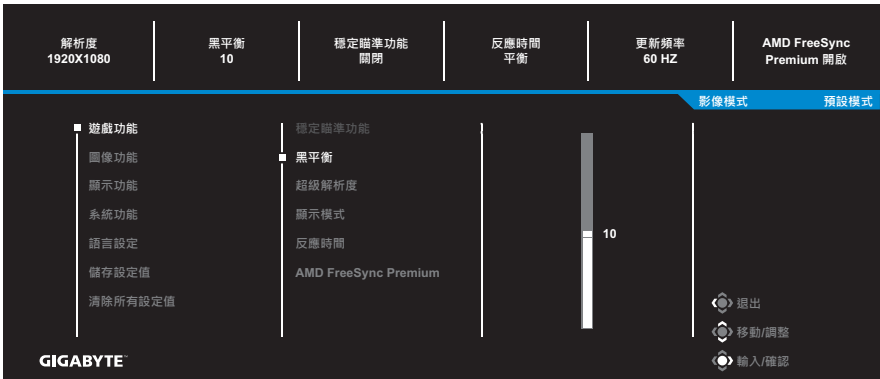 解析度
1920X1080
黑平衡
10
穩定瞄準功能
關閉
反應時間
平衡
更新頻率
60 HZ
AMD FreeSync
Premium 開啟
影像模式
預設模式
遊戲功能
圖像功能
顯示功能
系統功能
語言設定
儲存設定值
清除所有設定值
穩定瞄準功能
黑平衡
超級解析度
顯示模式
反應時間
AMD FreeSync Premium
10
退出
移動/調整
輸入/確認
GIGABYTE™